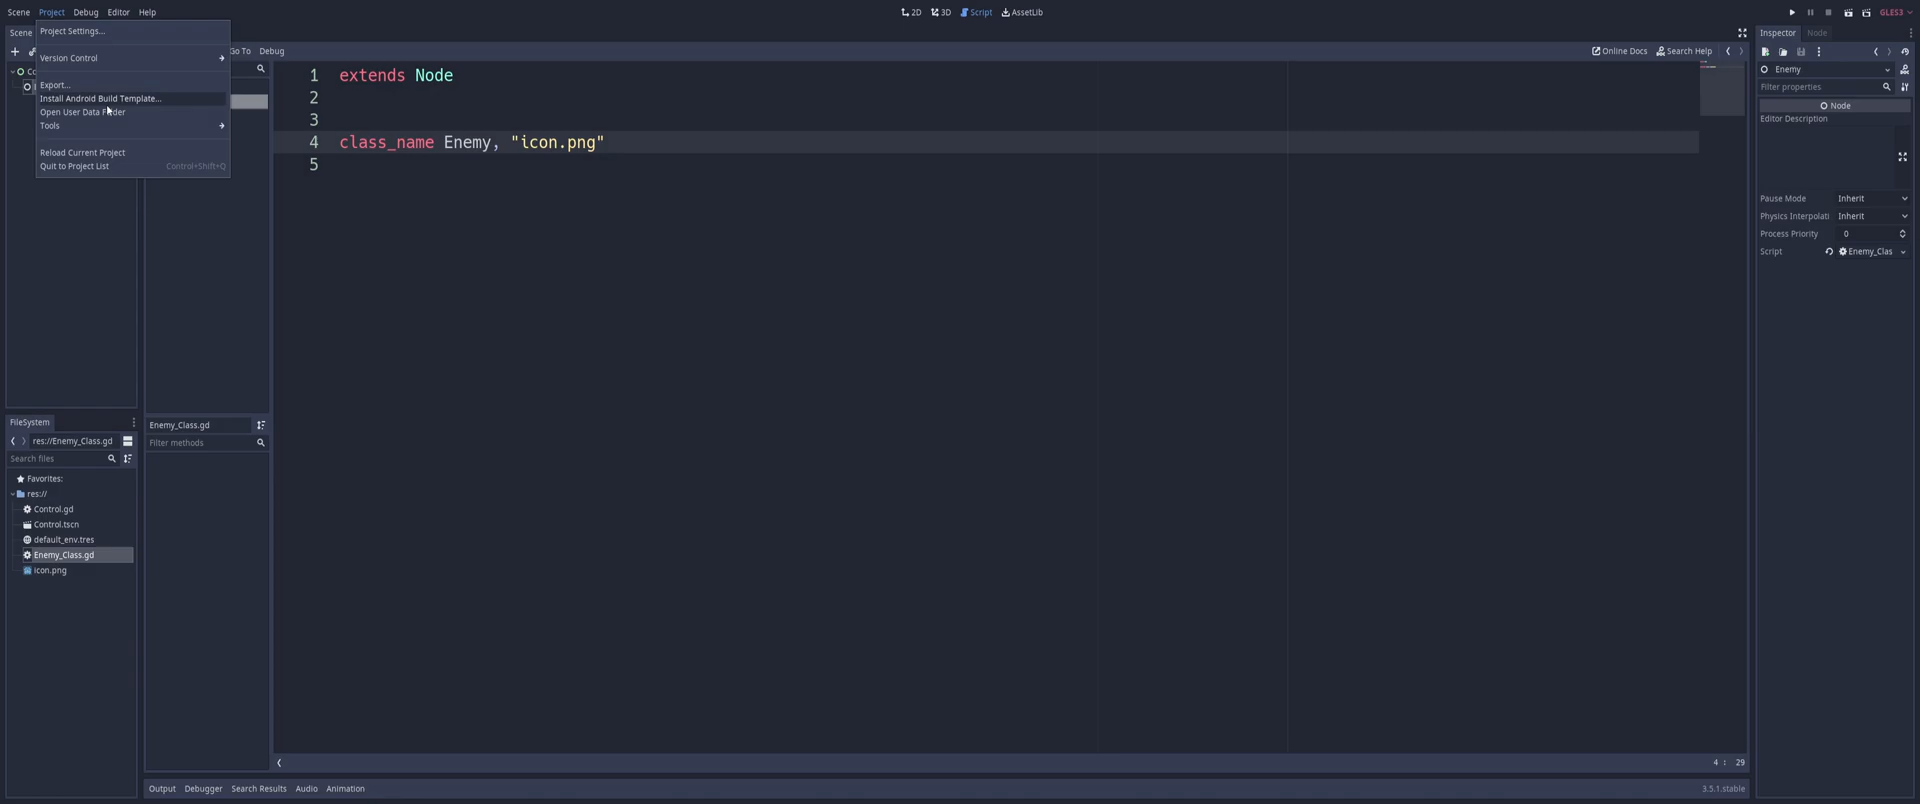 Scene Project Debug Editor Help
2D 3D Script AssetLib
GLES3
Scene
Project Settings...
Version Control
Export...
Install Android Build Template...
Open User Data Folder
Tools
Reload Current Project
Quit to Project List Control+Shift+Q
Go To Debug
Online Docs Search Help
1 extends Node
2
3
4 class_name Enemy, "icon.png"
5
Enemy_Class.gd
Filter methods
FileSystem
res://Enemy_Class.gd
Search files
Favorites:
res://
Control.gd
Control.tscn
default_env.tres
Enemy_Class.gd
icon.png
4 : 29
Output Debugger Search Results Audio Animation
3.5.1.stable
Inspector Node
Enemy
Filter properties
Node
Editor Description
Pause Mode Inherit
Physics Interpolati Inherit
Process Priority 0
Script Enemy_Clas